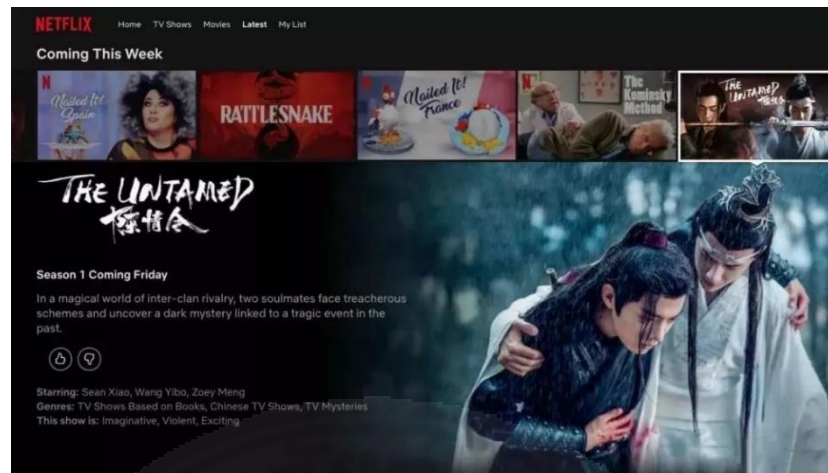 NETFLIX Home TV Shows Movies Latest My List
Coming This Week
N
Nailed It!
Spain
RATTLESNAKE
N
Nailed It!
France
N
The
Kominsky
Method
THE UNTAMED
陈情令
THE UNTAMED
陈情令
Season 1 Coming Friday
In a magical world of inter-clan rivalry, two soulmates face treacherous
schemes and uncover a dark mystery linked to a tragic event in the
past.
Starring: Sean Xiao, Wang Yibo, Zoey Meng
Genres: TV Shows Based on Books, Chinese TV Shows, TV Mysteries
This show is: Imaginative, Violent, Exciting